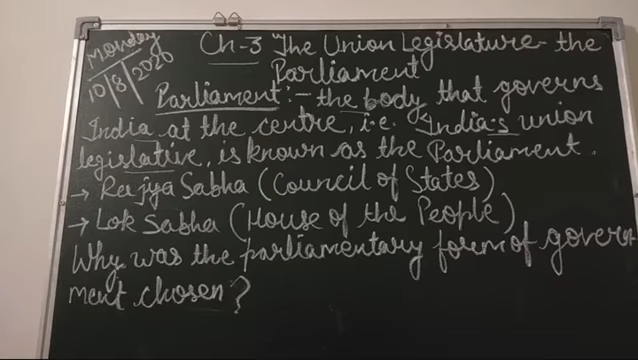 Monday
10/8/2020
Ch-3 The Union Legislature- the
Parliament
Parliament:- the body that governs
India at the centre, i.e. India's union
legislative, is known as the Parliament.
→ Rajya Sabha (Council of States)
→ Lok Sabha (House of the People)
Why was the parliamentary form of govern
ment chosen?